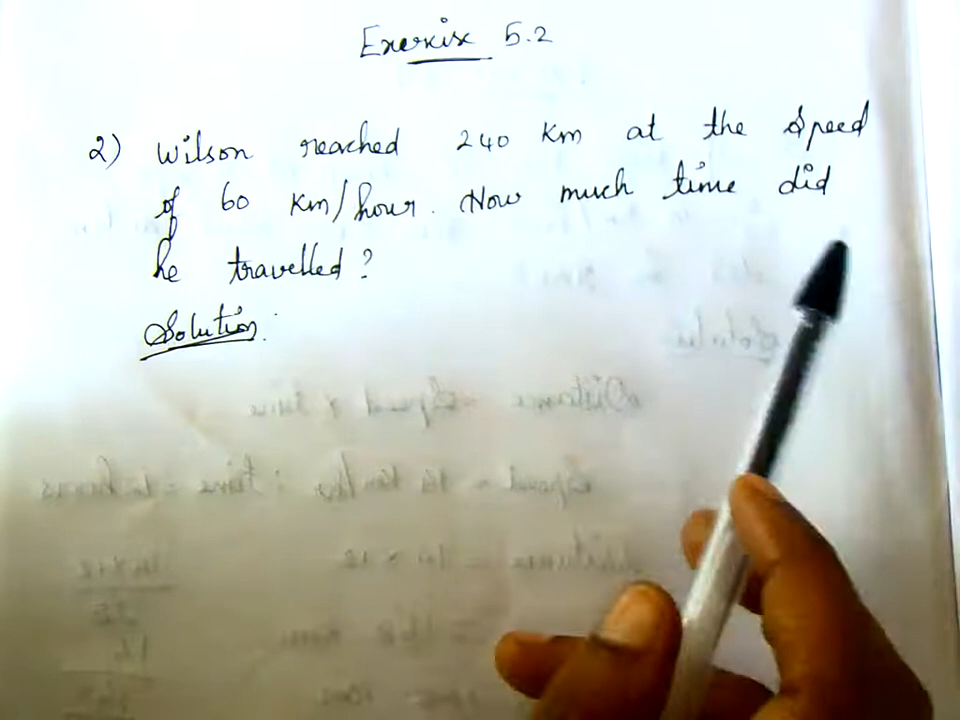 Exercise 5.2
2) Wilson reached 240 Km at the speed
of 60 Km/hour. How much time did
he travelled?
Solution: